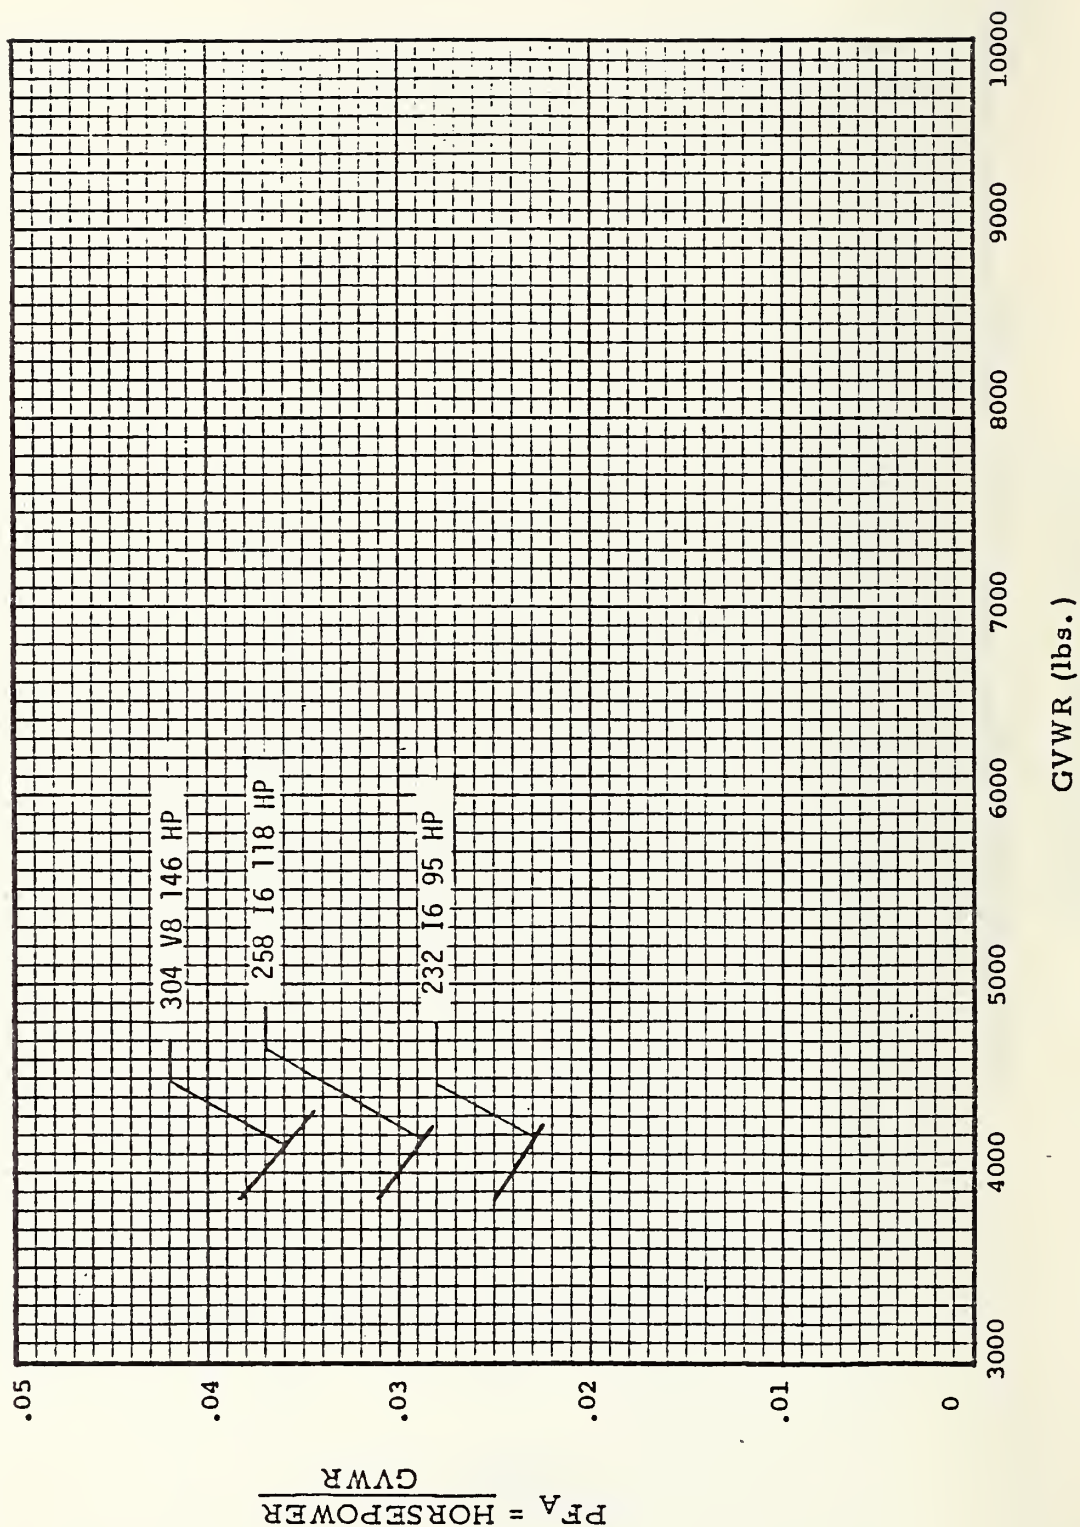 PF_A = HORSEPOWER
GVWR
.05
.04
.03
.02
.01
0
304 V8 146 HP
258 I6 118 HP
232 I6 95 HP
3000
4000
5000
6000
7000
8000
9000
10000
GVWR (lbs.)